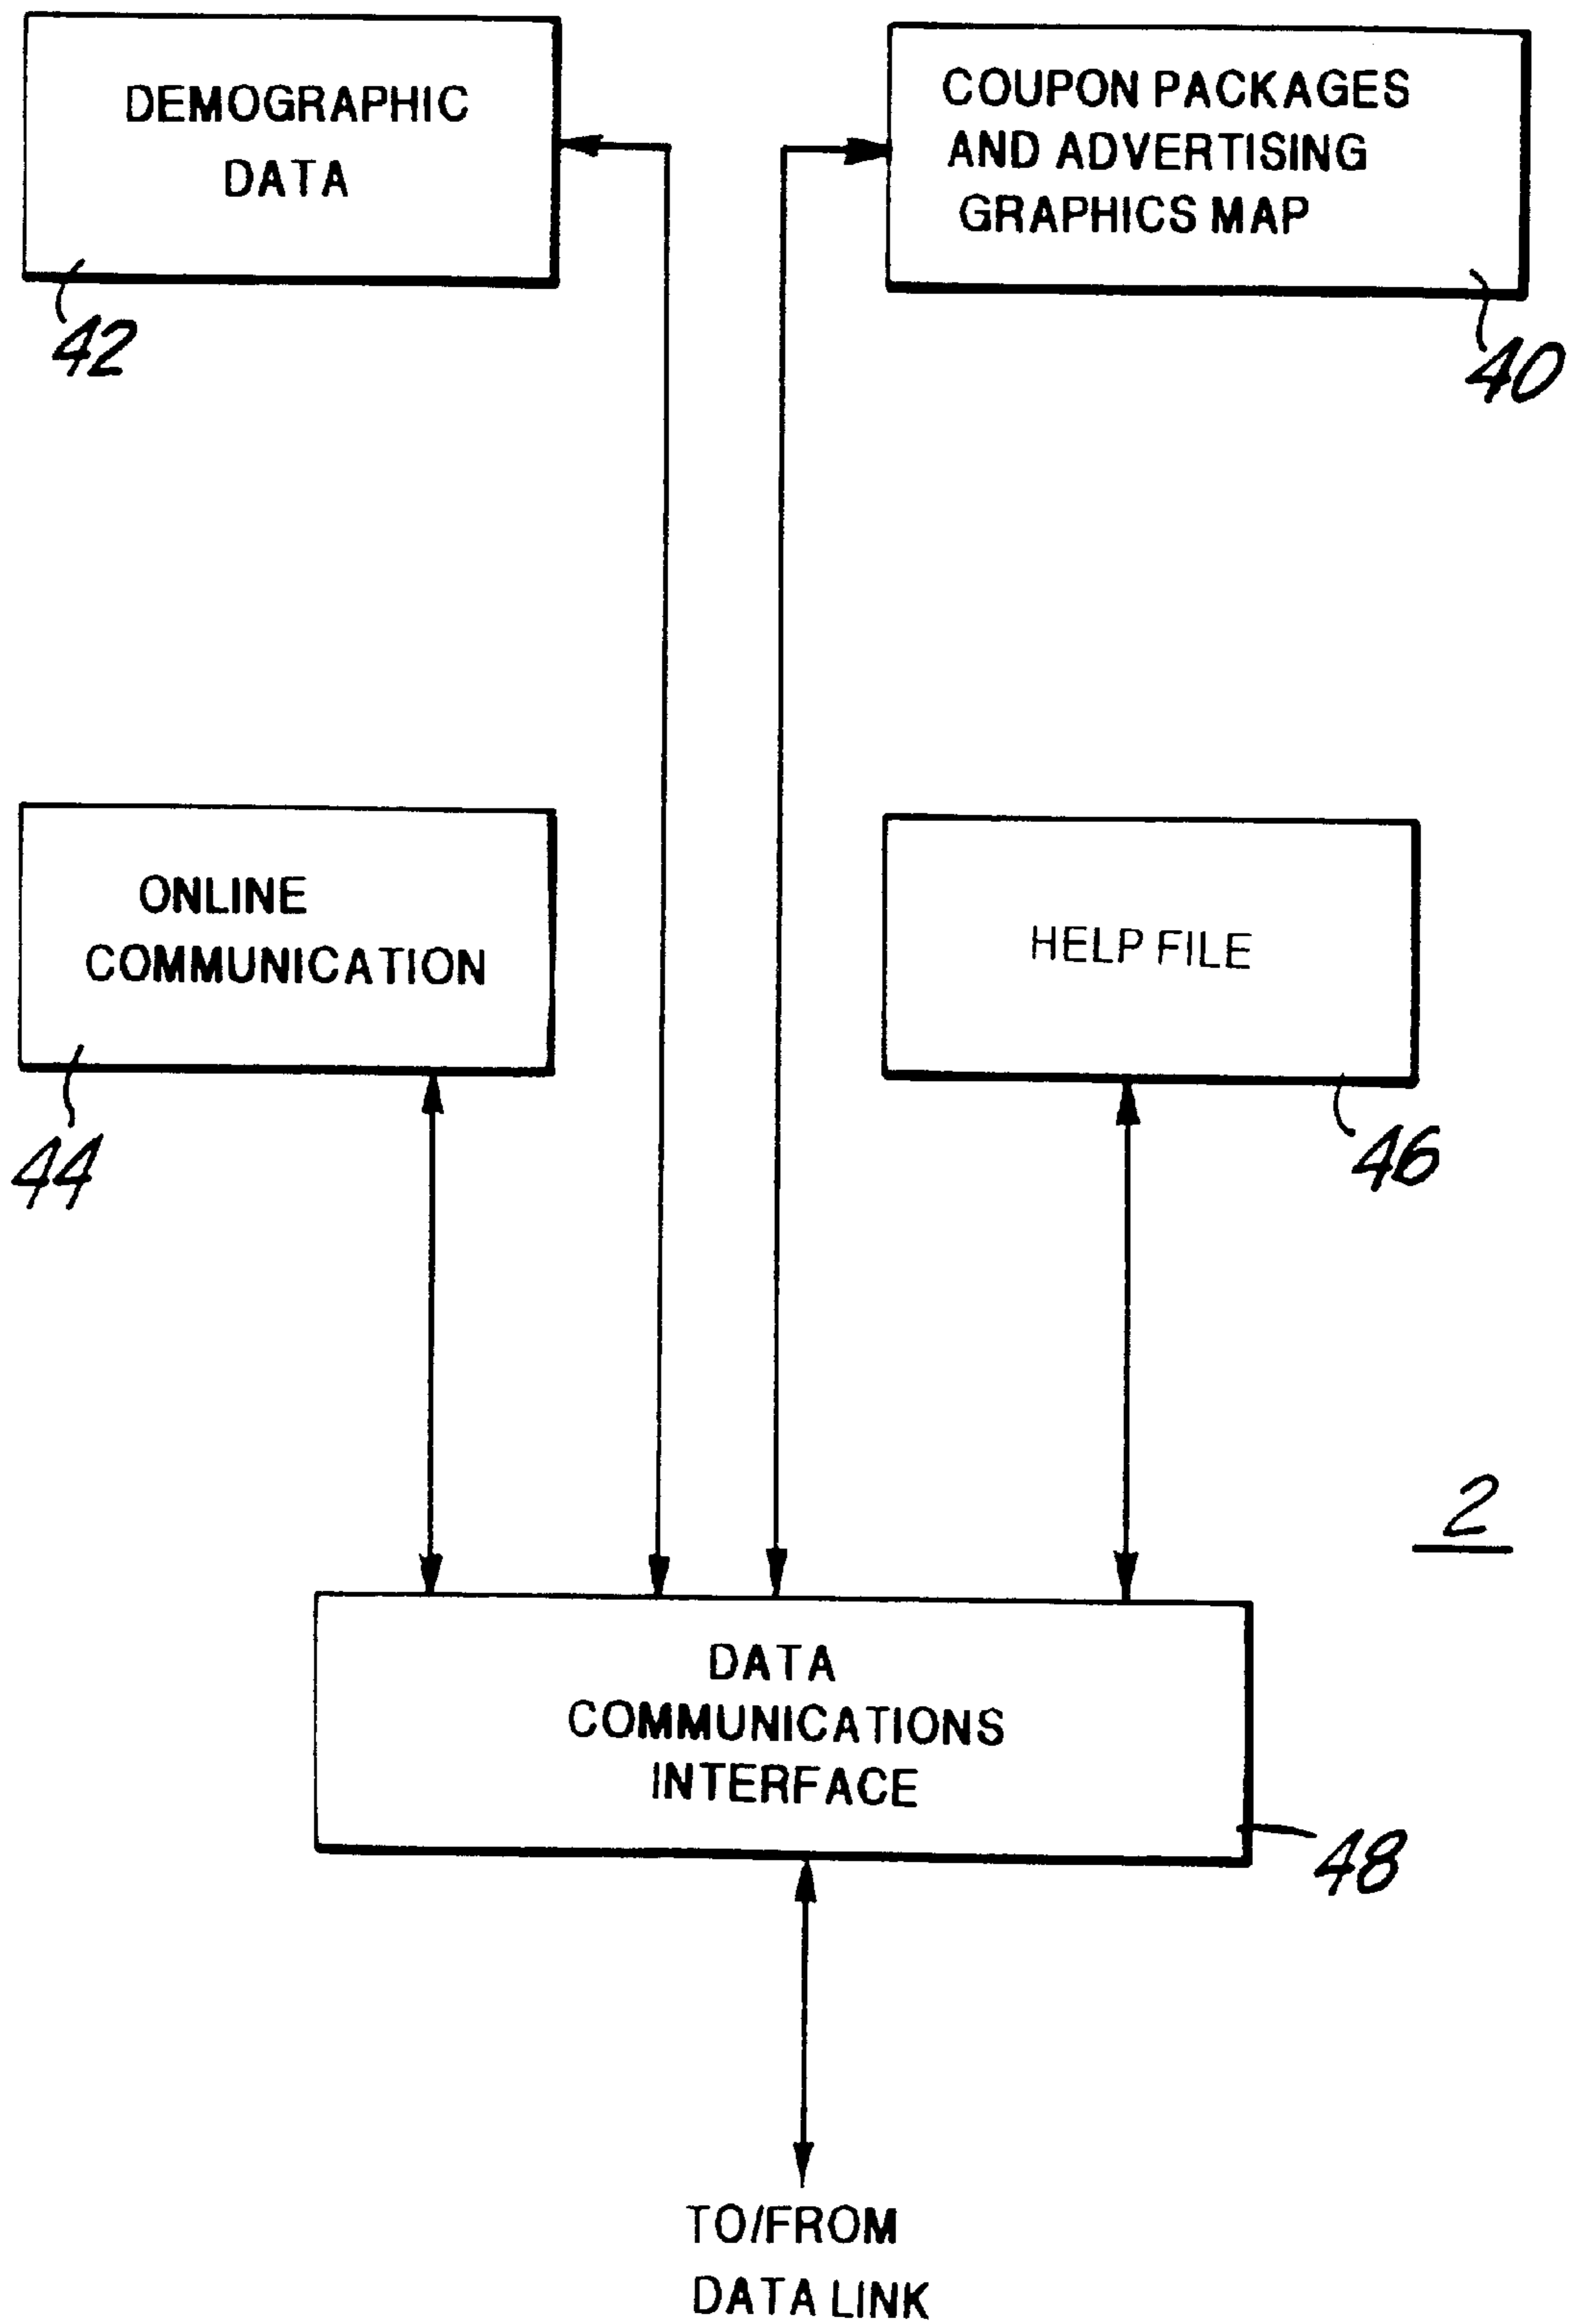 DEMOGRAPHIC
DATA
42
COUPON PACKAGES
AND ADVERTISING
GRAPHICS MAP
40
ONLINE
COMMUNICATION
44
HELP FILE
46
2
DATA
COMMUNICATIONS
INTERFACE
48
TO/FROM
DATA LINK